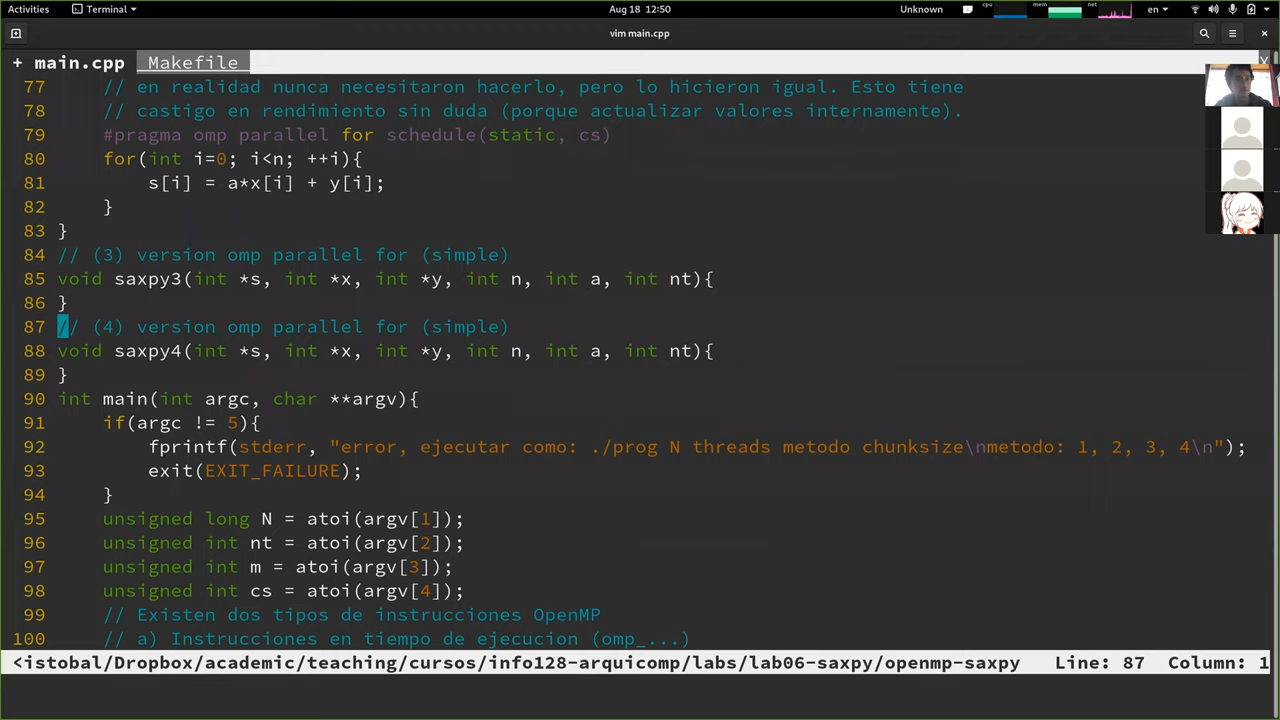 Activities Terminal Aug 18 12:50 Unknown cpu mem net en
vim main.cpp
+ main.cpp Makefile
77 // en realidad nunca necesitaron hacerlo, pero lo hicieron igual. Esto tiene
78 // castigo en rendimiento sin duda (porque actualizar valores internamente).
79 #pragma omp parallel for schedule(static, cs)
80 for(int i=0; i<n; ++i){
81 s[i] = a*x[i] + y[i];
82 }
83 }
84 // (3) version omp parallel for (simple)
85 void saxpy3(int *s, int *x, int *y, int n, int a, int nt){
86 }
87 // (4) version omp parallel for (simple)
88 void saxpy4(int *s, int *x, int *y, int n, int a, int nt){
89 }
90 int main(int argc, char **argv){
91 if(argc != 5){
92 fprintf(stderr, "error, ejecutar como: ./prog N threads metodo chunksize\nmetodo: 1, 2, 3, 4\n");
93 exit(EXIT_FAILURE);
94 }
95 unsigned long N = atoi(argv[1]);
96 unsigned int nt = atoi(argv[2]);
97 unsigned int m = atoi(argv[3]);
98 unsigned int cs = atoi(argv[4]);
99 // Existen dos tipos de instrucciones OpenMP
100 // a) Instrucciones en tiempo de ejecucion (omp_...)
<istobal/Dropbox/academic/teaching/cursos/info128-arquicomp/labs/lab06-saxpy/openmp-saxpy Line: 87 Column: 1